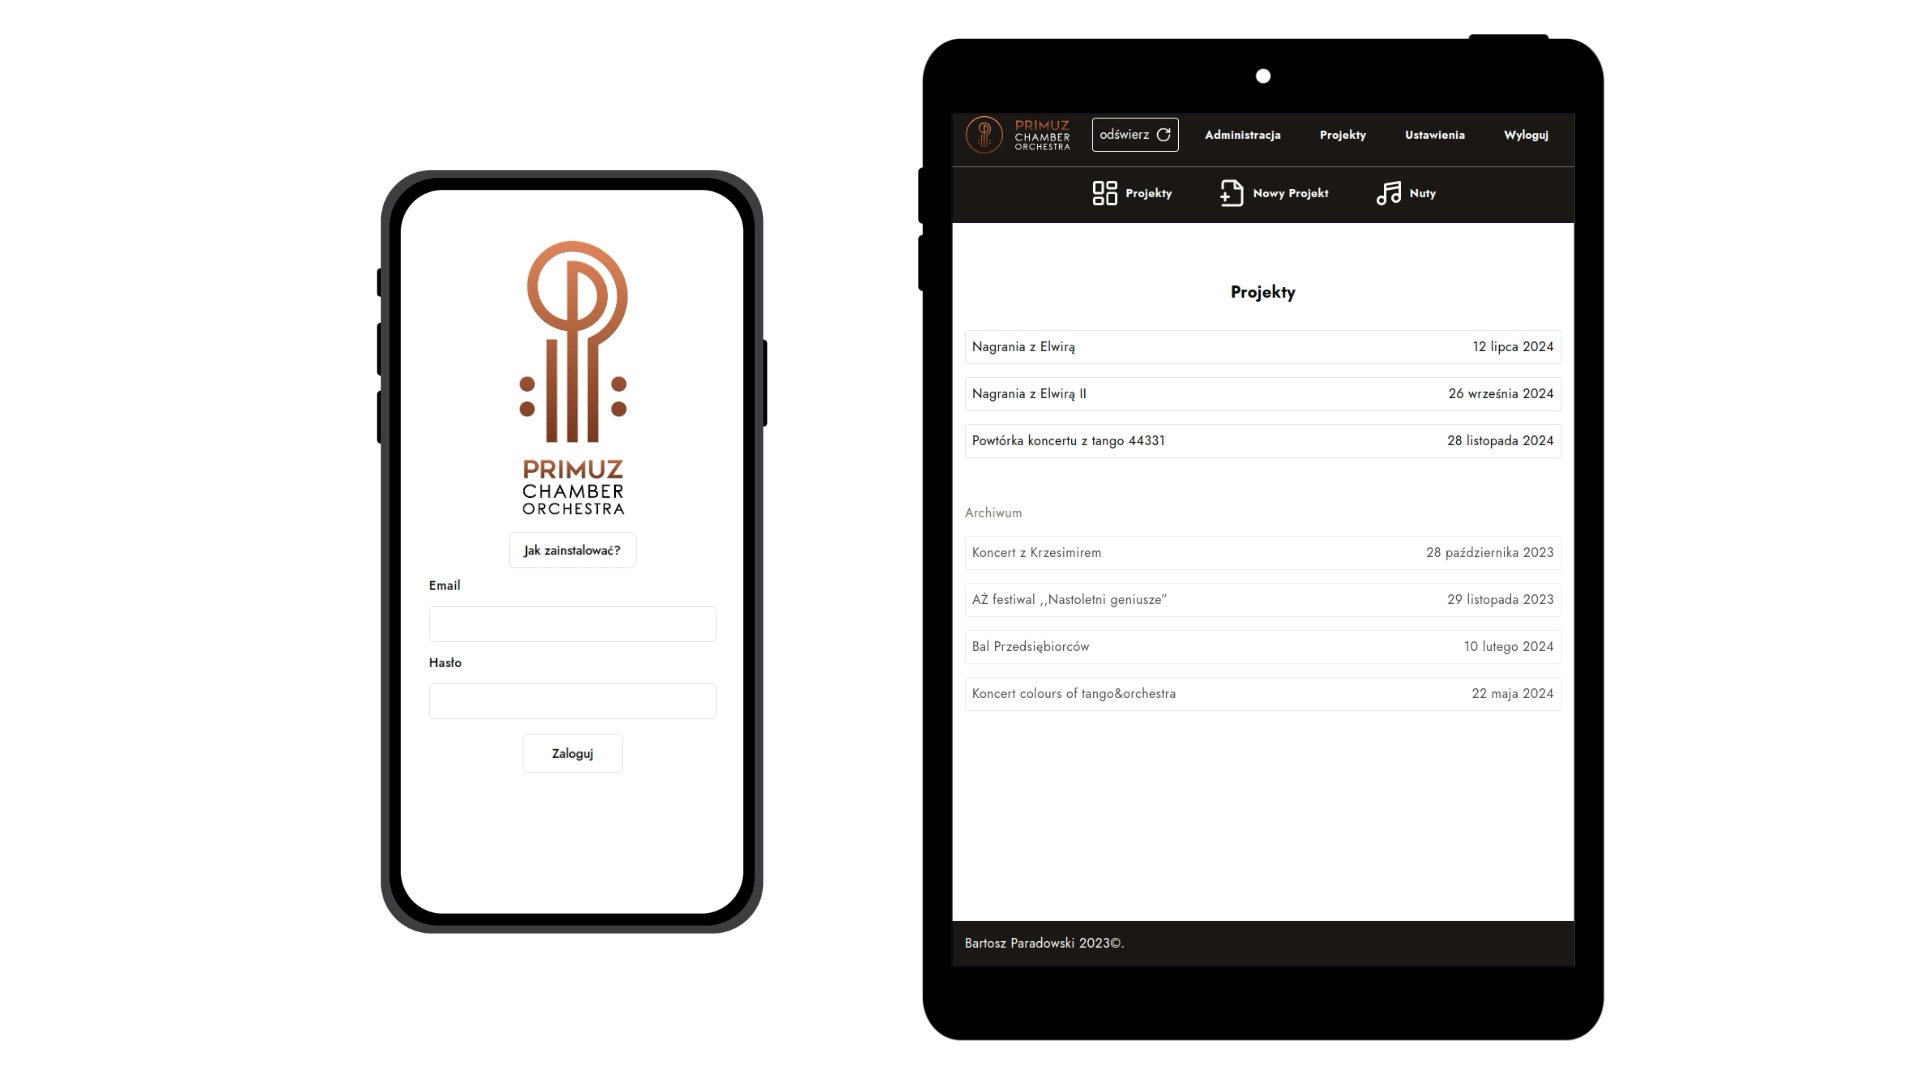 PRIMUZ
CHAMBER
ORCHESTRA
Jak zainstalować?
Email
Hasło
Zaloguj
PRIMUZ
CHAMBER
ORCHESTRA
odświerz
Administracja
Projekty
Ustawienia
Wyloguj
Projekty
Nowy Projekt
Nuty
Projekty
Nagrania z Elwirą 12 lipca 2024
Nagrania z Elwirą II 26 września 2024
Powtórka koncertu z tango 44331 28 listopada 2024
Archiwum
Koncert z Krzesimirem 28 października 2023
AŻ festiwal ,,Nastoletni geniusze” 29 listopada 2023
Bal Przedsiębiorców 10 lutego 2024
Koncert colours of tango&orchestra 22 maja 2024
Bartosz Paradowski 2023©.